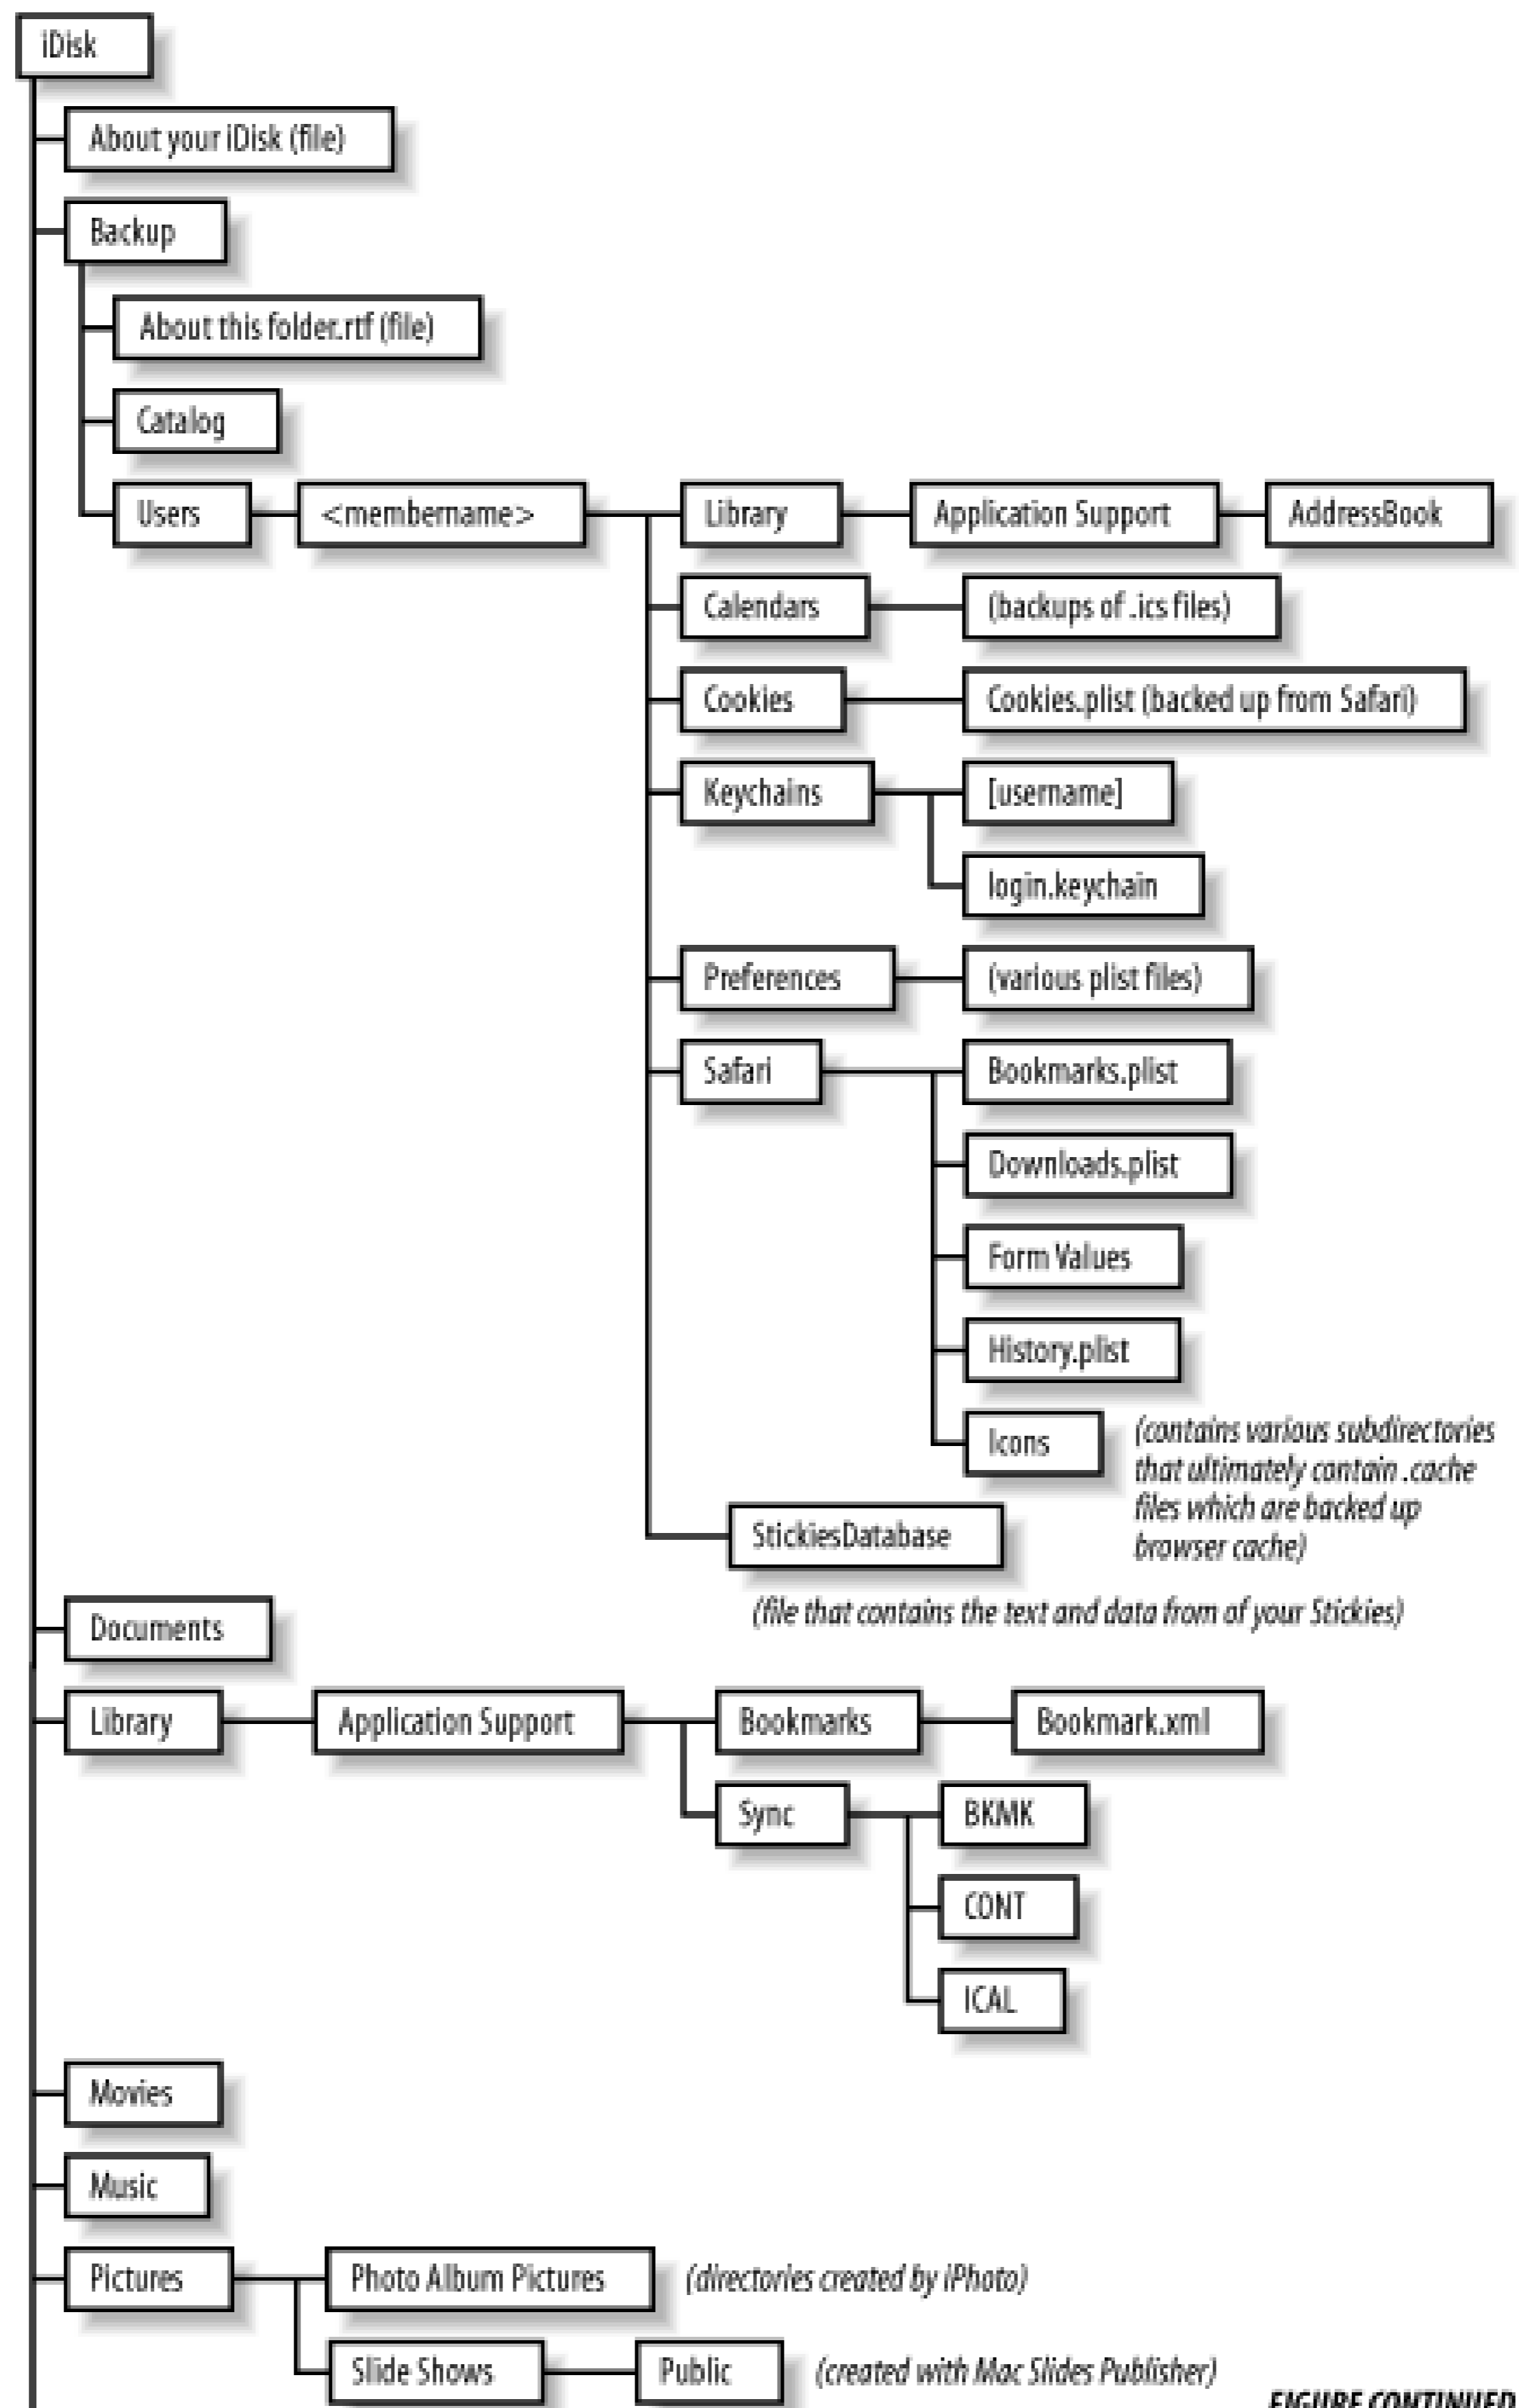 iDisk
About your iDisk (file)
Backup
About this folder.rtf (file)
Catalog
Users
<membername>
Library
Application Support
AddressBook
Calendars
(backups of .ics files)
Cookies
Cookies.plist (backed up from Safari)
Keychains
[username]
login.keychain
Preferences
(various plist files)
Safari
Bookmarks.plist
Downloads.plist
Form Values
History.plist
Icons
(contains various subdirectories
that ultimately contain .cache
files which are backed up
browser cache)
StickiesDatabase
(file that contains the text and data from of your Stickies)
Documents
Library
Application Support
Bookmarks
Bookmark.xml
Sync
BKMK
CONT
ICAL
Movies
Music
Pictures
Photo Album Pictures
(directories created by iPhoto)
Slide Shows
Public
(created with Mac Slides Publisher)
FIGURE CONTINUED